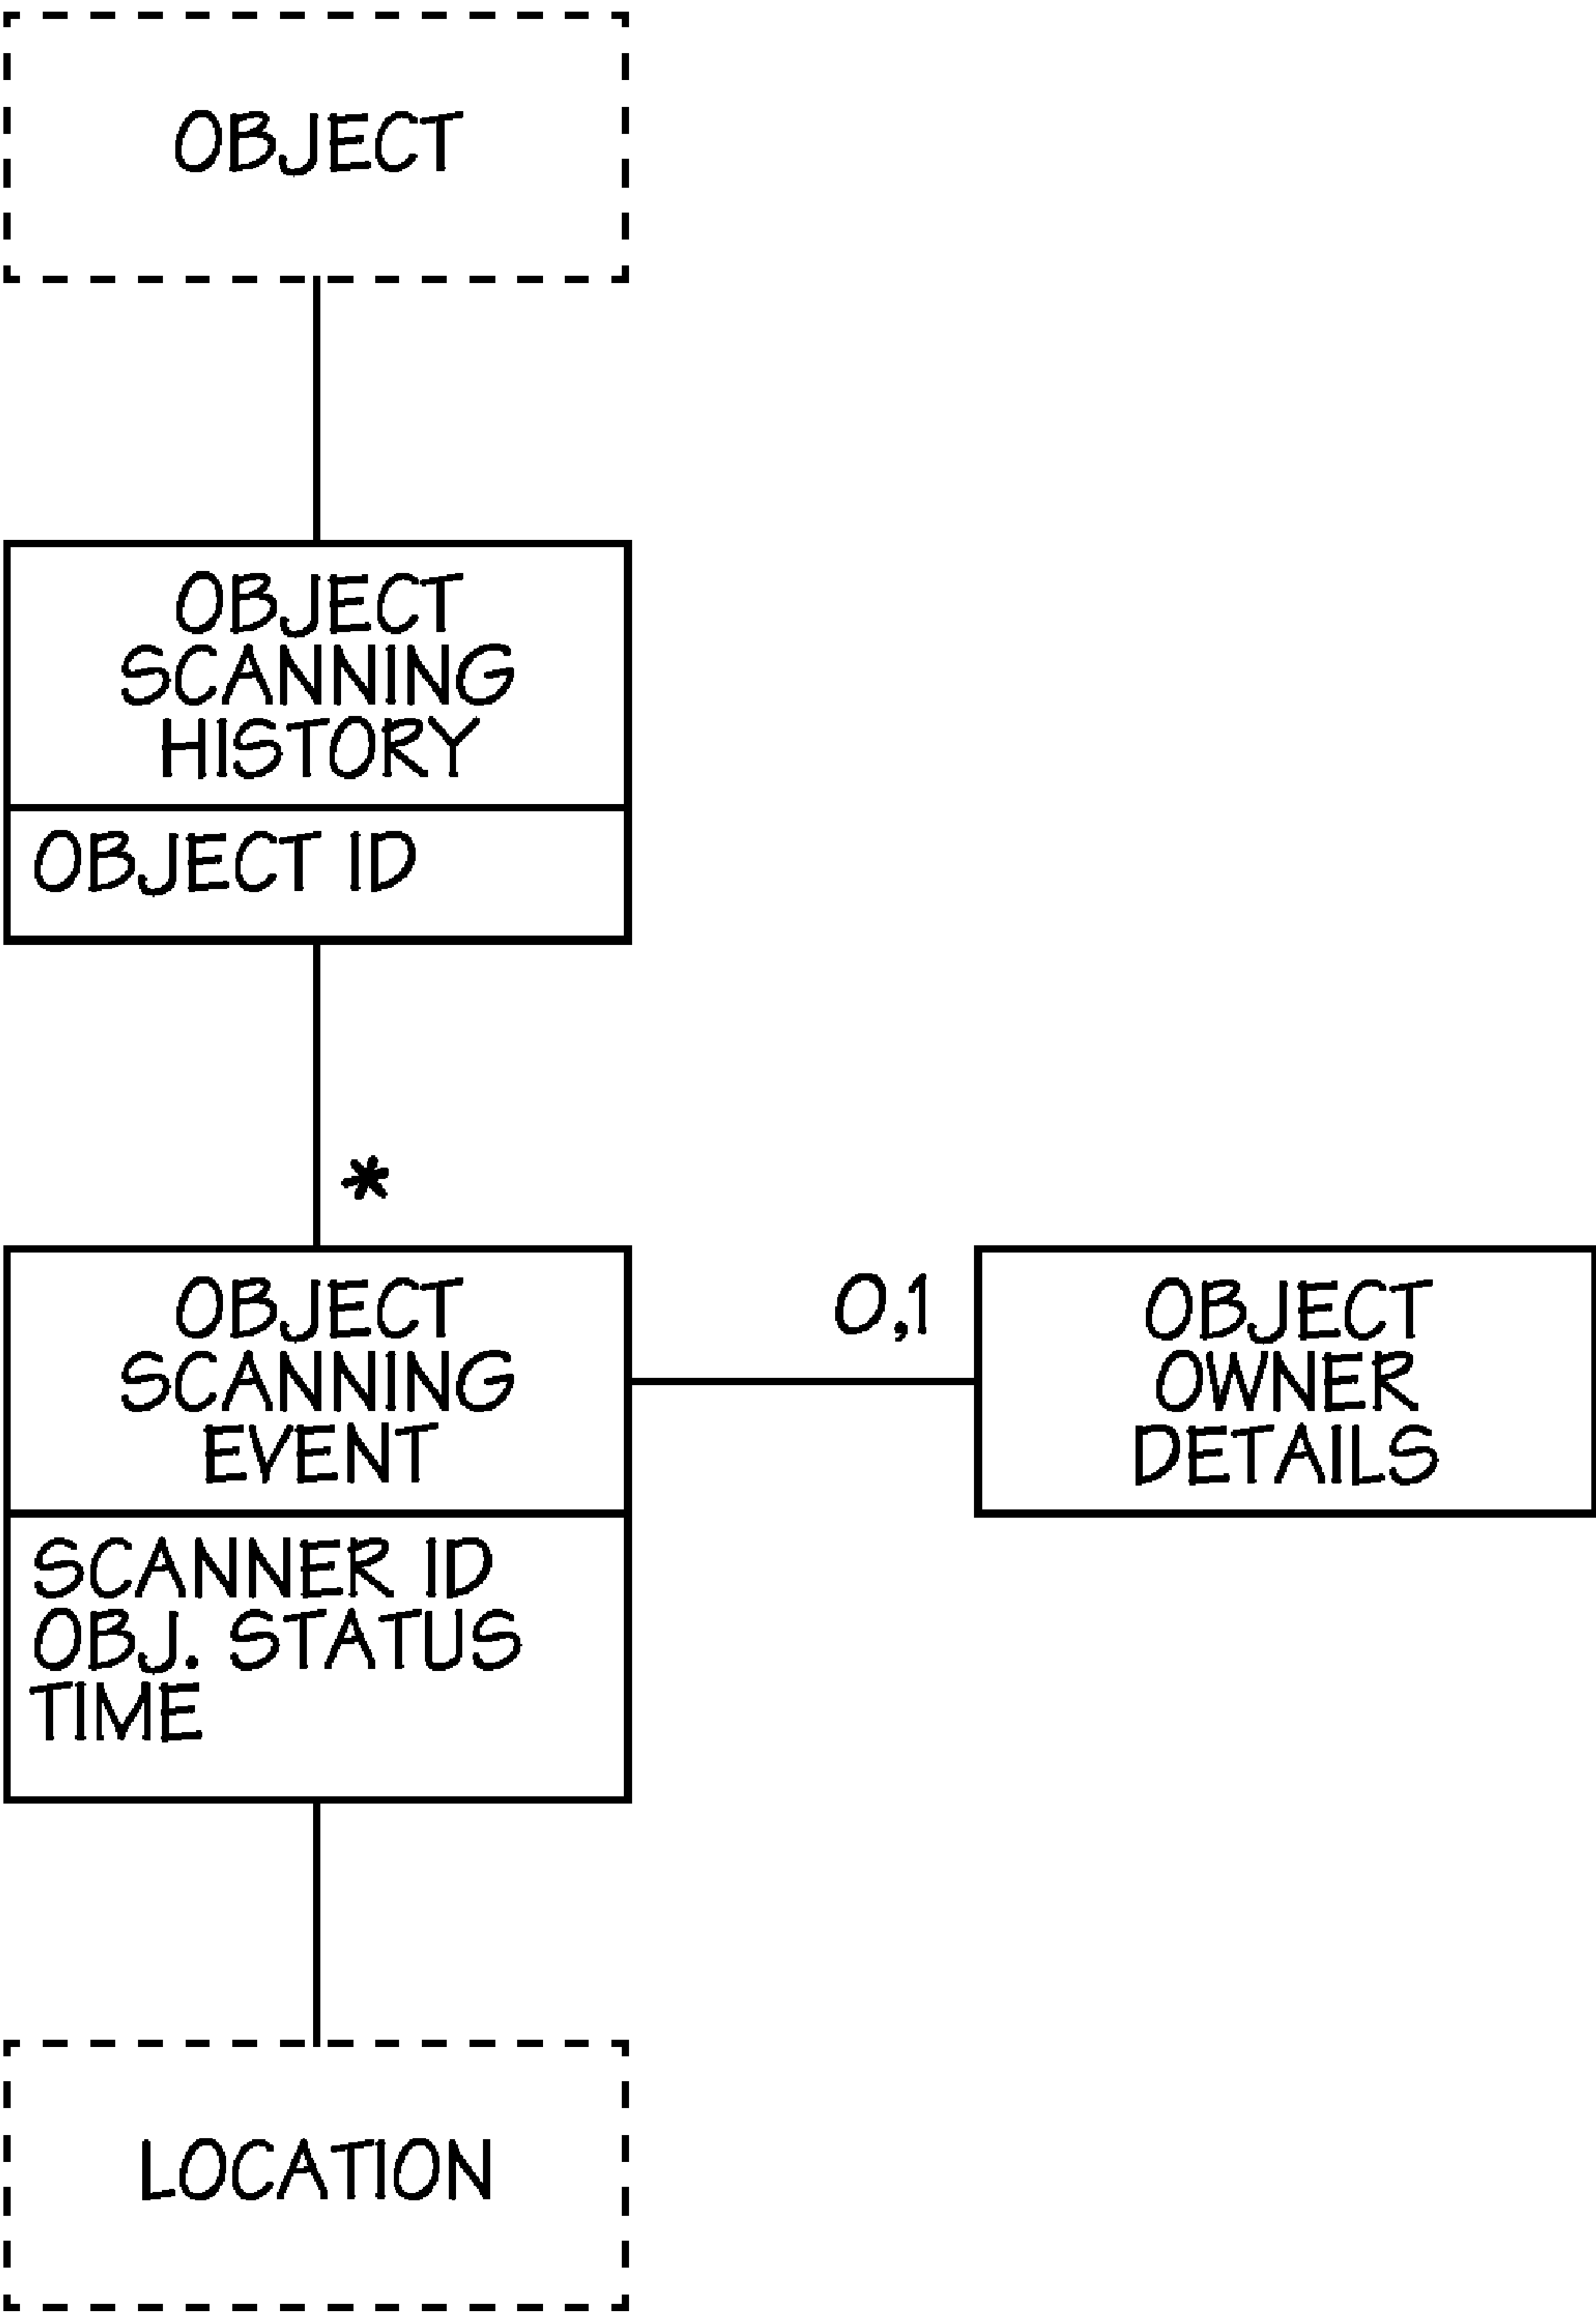 OBJECT
OBJECT
SCANNING
HISTORY
OBJECT ID
*
OBJECT
SCANNING
EVENT
0,1
OBJECT
OWNER
DETAILS
SCANNER ID
OBJ. STATUS
TIME
LOCATION